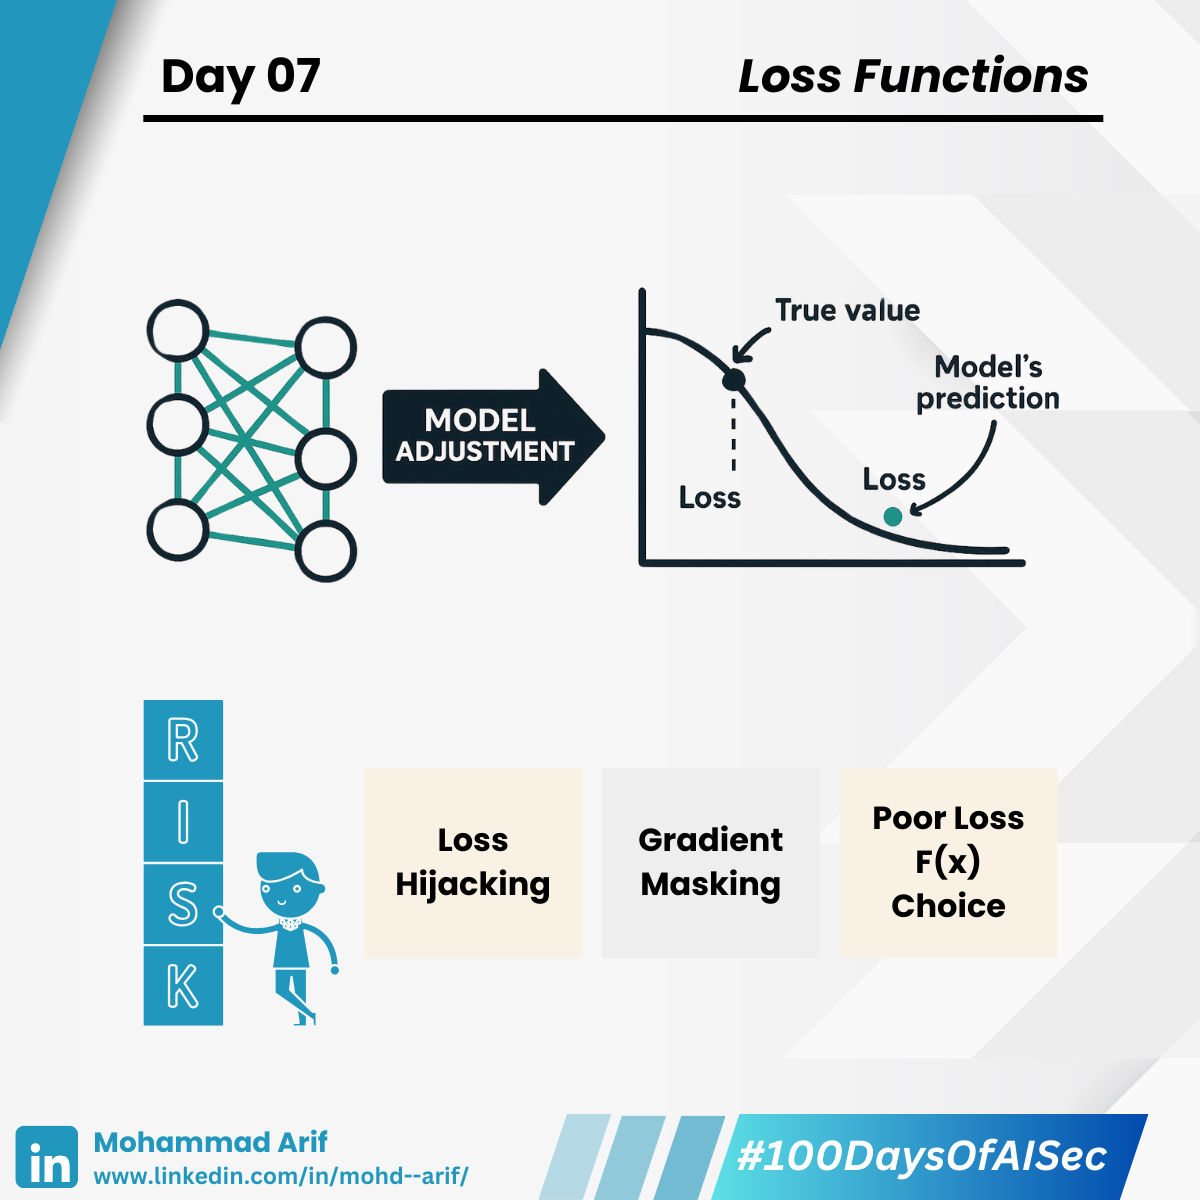 Day 07
Loss Functions
MODEL
ADJUSTMENT
True value
Model's
prediction
Loss
Loss
R
I
S
K
Loss
Hijacking
Gradient
Masking
Poor Loss
F(x)
Choice
in
Mohammad Arif
www.linkedin.com/in/mohd--arif/
#100DaysOfAISec